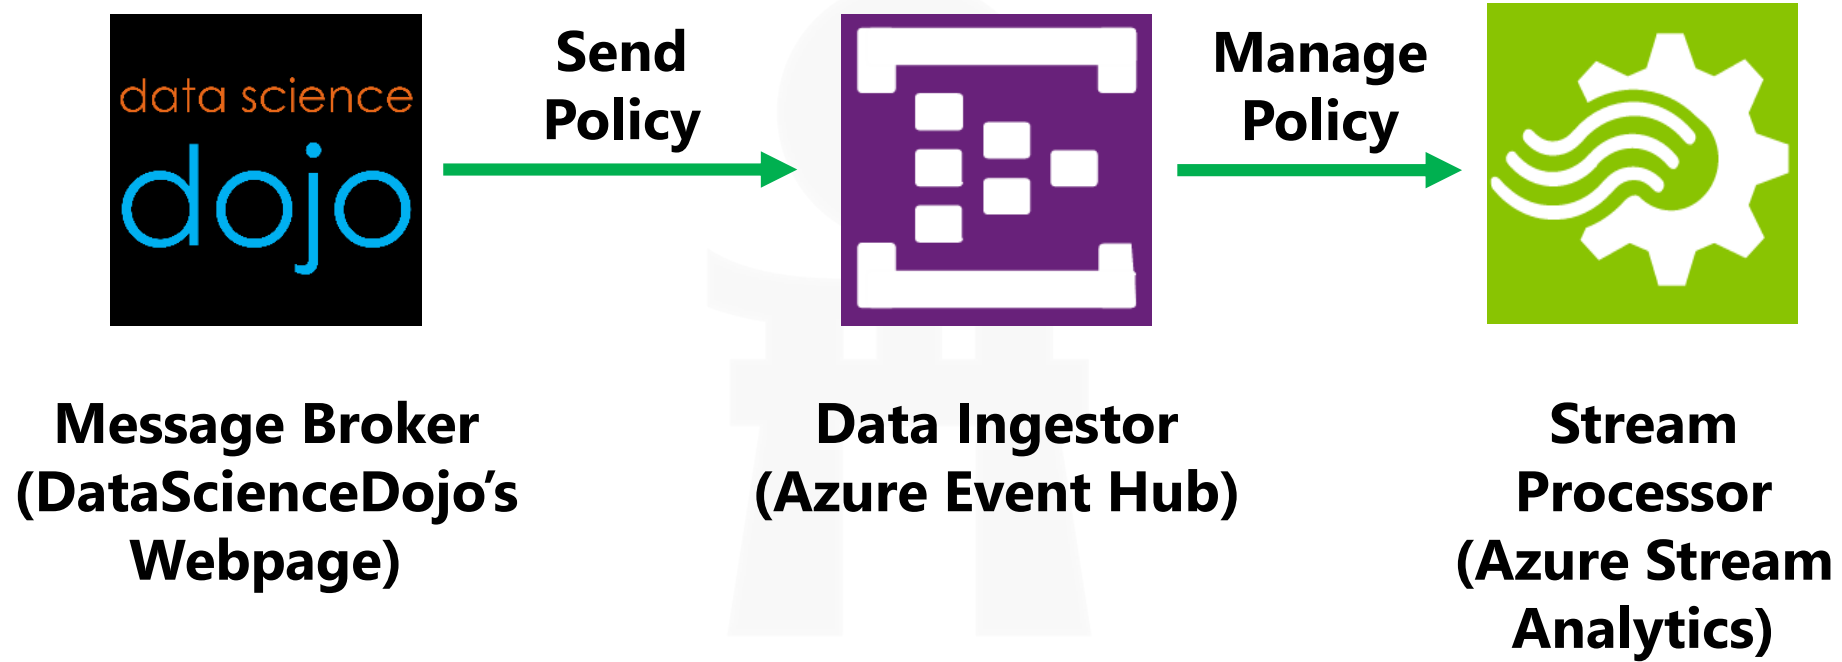 data science
dojo
Send
Policy
Manage
Policy
Message Broker
(DataScienceDojo’s
Webpage)
Data Ingestor
(Azure Event Hub)
Stream
Processor
(Azure Stream
Analytics)